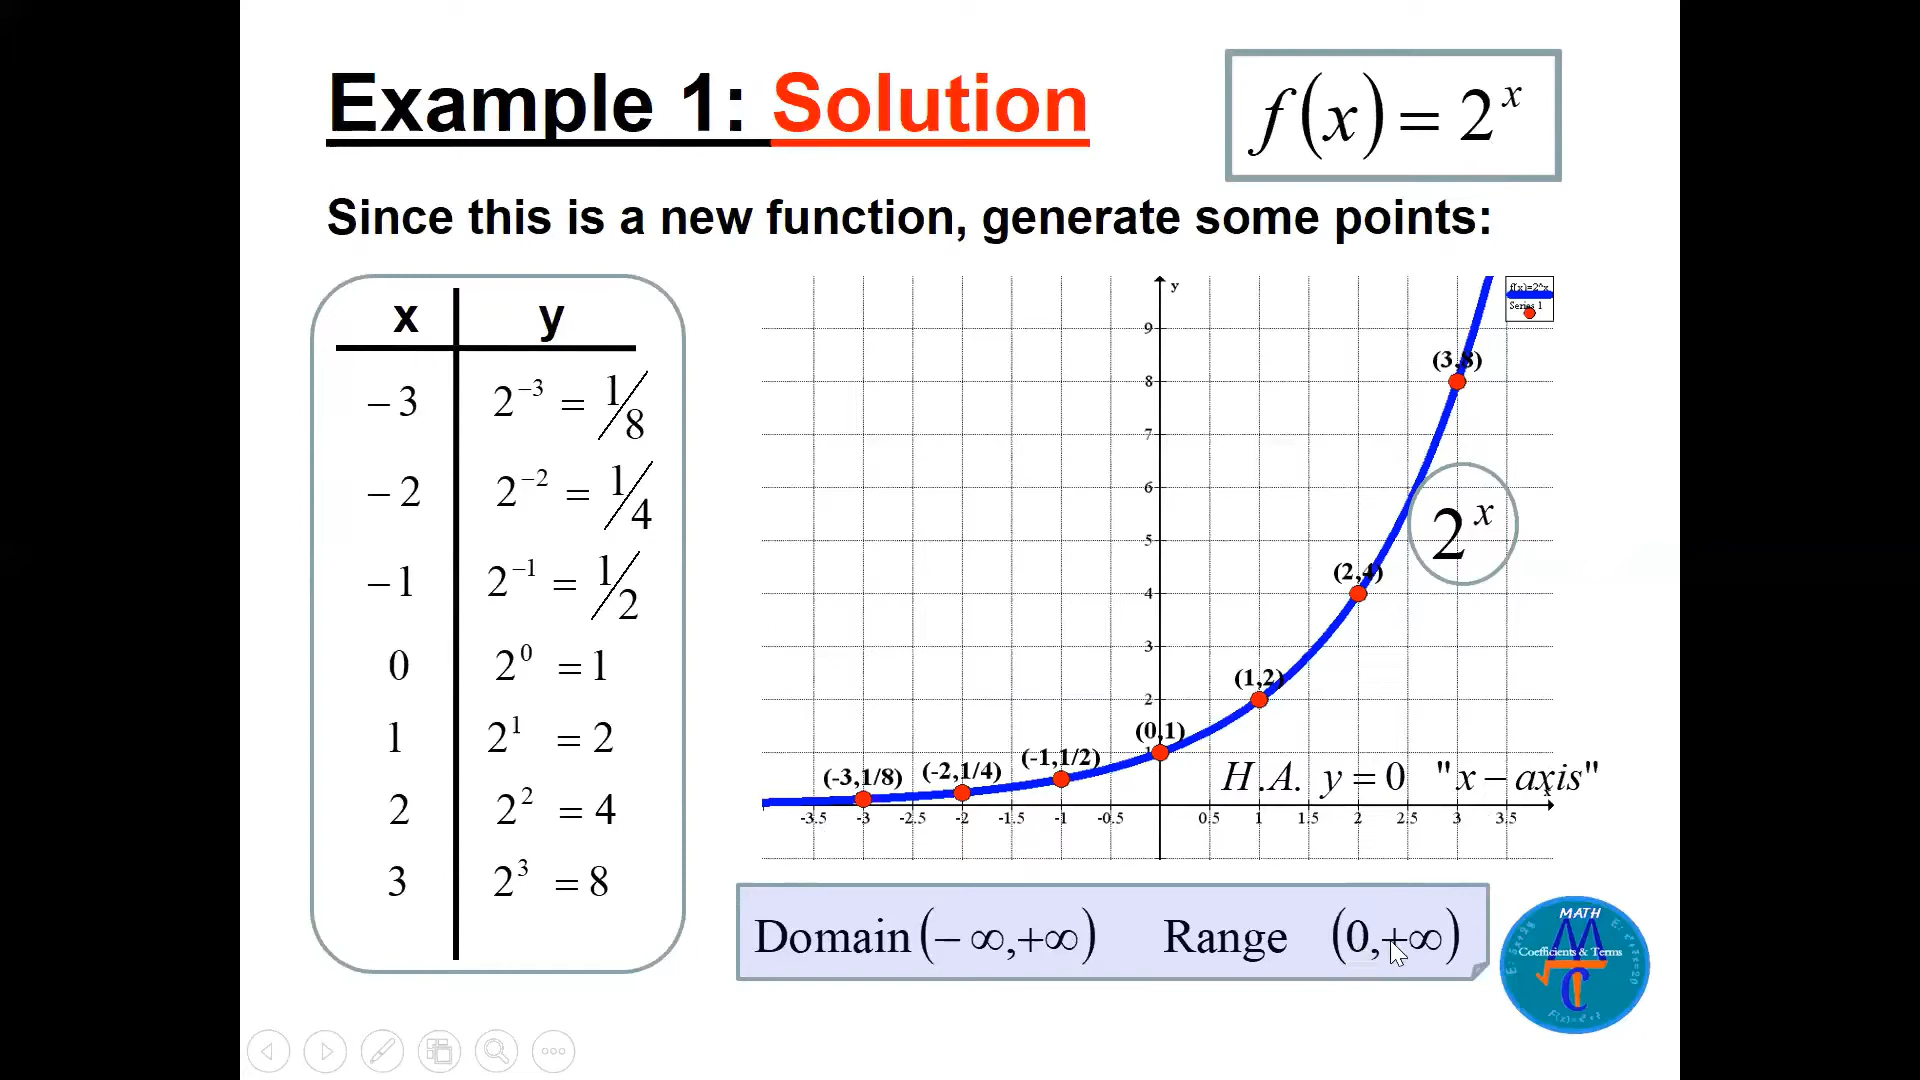 Example 1: Solution
f(x) = 2^x
Since this is a new function, generate some points:
x y
−3 2^−3 = 1/8
−2 2^−2 = 1/4
−1 2^−1 = 1/2
0 2^0 = 1
1 2^1 = 2
2 2^2 = 4
3 2^3 = 8
y
f(x)=2^x
Series 1
9
(3,8)
8
7
6
2^x
5
(2,4)
4
3
(1,2)
2
(0,1)
1
(-1,1/2)
(-2,1/4)
(-3,1/8)
H.A. y = 0 "x − axis"
x
-3.5 -3 -2.5 -2 -1.5 -1 -0.5 0.5 1 1.5 2 2.5 3 3.5
Domain (− ∞,+∞) Range (0,+∞)
MATH
Coefficients & Terms